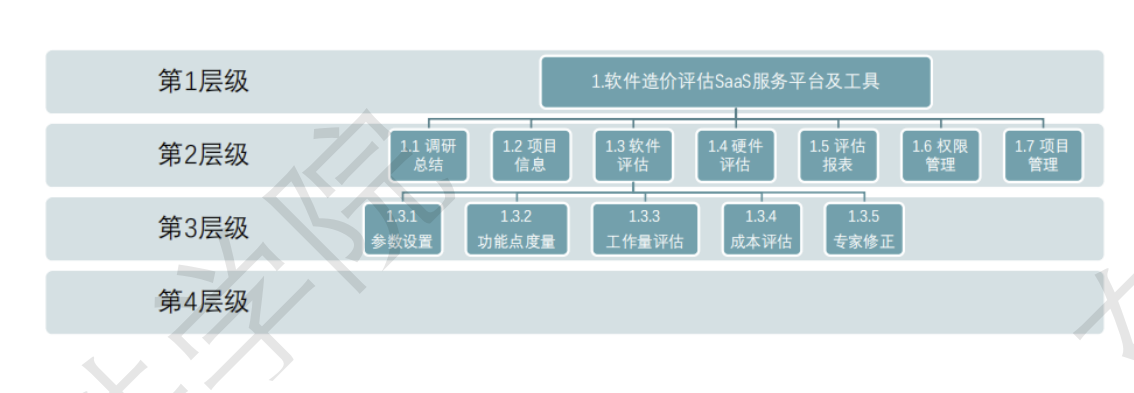 第1层级
1.软件造价评估SaaS服务平台及工具
第2层级
1.1 调研
总结
1.2 项目
信息
1.3 软件
评估
1.4 硬件
评估
1.5 评估
报表
1.6 权限
管理
1.7 项目
管理
第3层级
1.3.1
参数设置
1.3.2
功能点度量
1.3.3
工作量评估
1.3.4
成本评估
1.3.5
专家修正
第4层级
学院